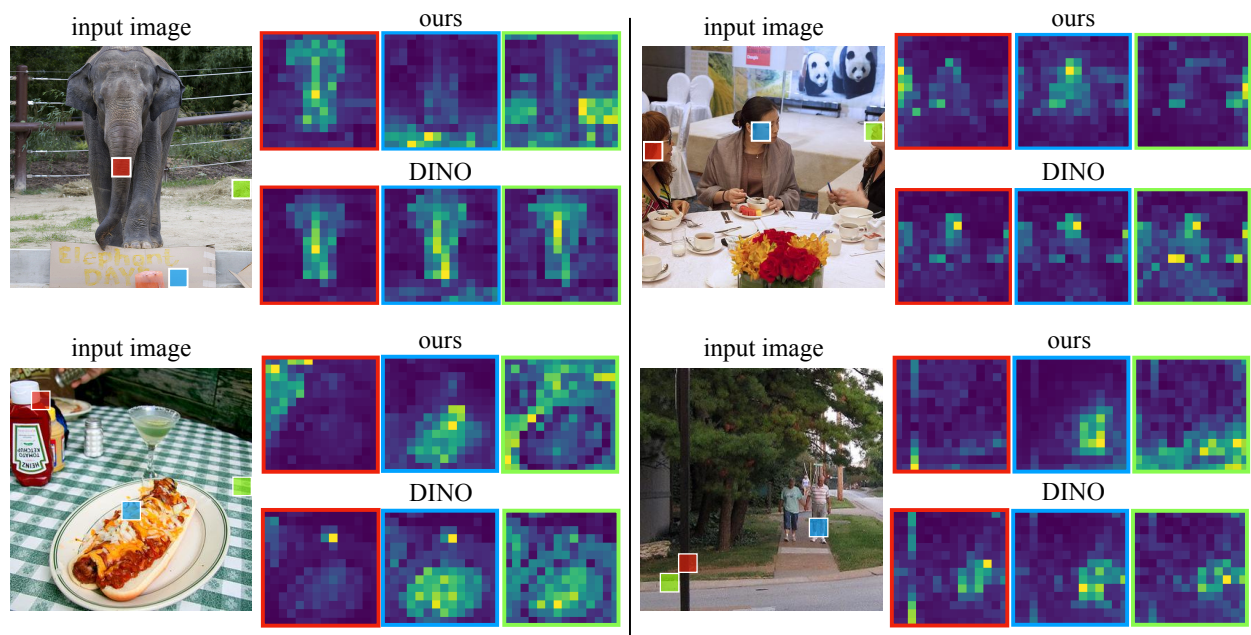 input image
ours
DINO
Elephant
DAY!
input image
ours
DINO
input image
ours
DINO
HEINZ
TOMATO
KETCHUP
input image
ours
DINO